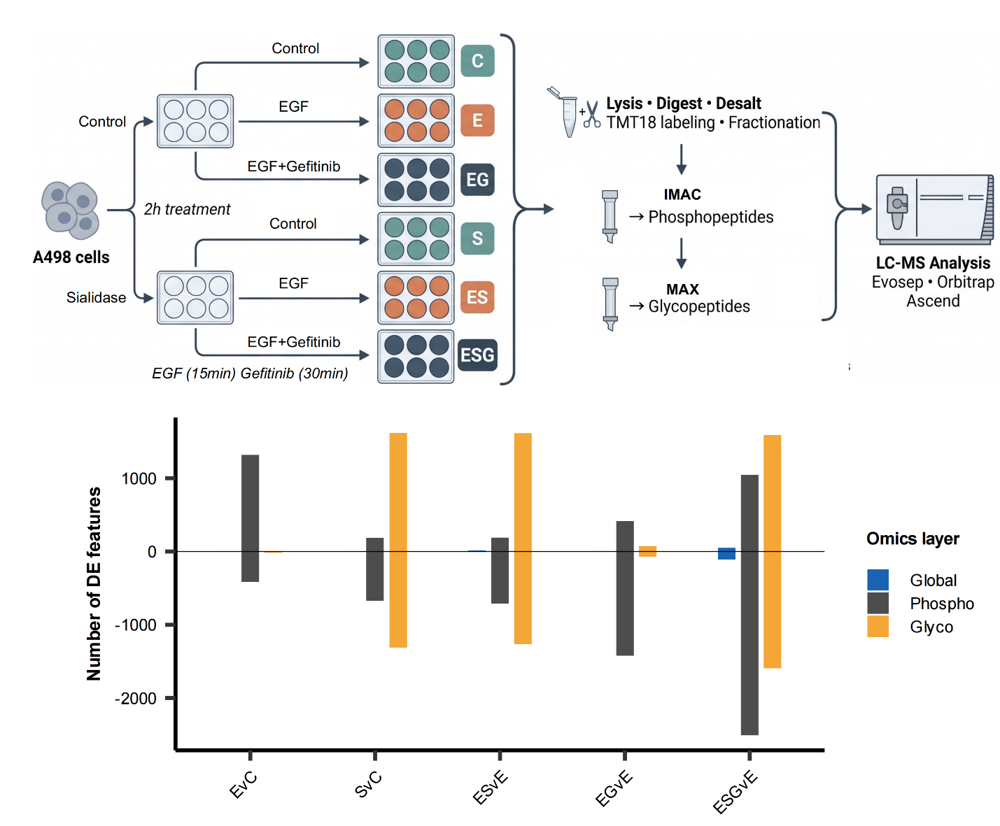 Control
C
EGF
E
Control
EGF+Gefitinib
EG
2h treatment
A498 cells
Control
S
Sialidase
EGF
ES
EGF+Gefitinib
ESG
EGF (15min) Gefitinib (30min)
+
Lysis • Digest • Desalt
TMT18 labeling • Fractionation
IMAC
→ Phosphopeptides
MAX
→ Glycopeptides
LC-MS Analysis
Evosep • Orbitrap
Ascend
Number of DE features
1000
0
-1000
-2000
EvC
SvC
ESvE
EGvE
ESGvE
Omics layer
Global
Phospho
Glyco